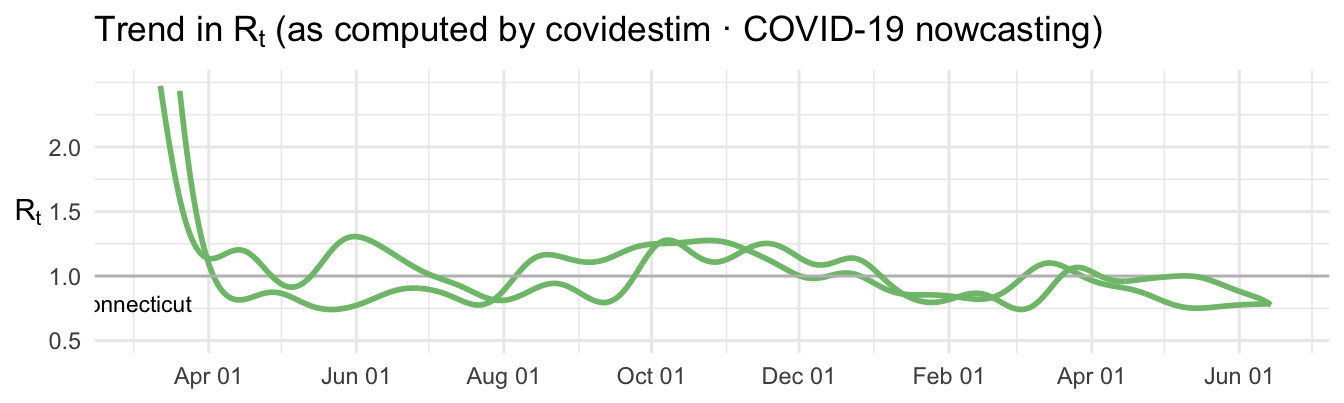 Trend in Rt (as computed by covidestim · COVID-19 nowcasting)
2.0
Rt 1.5
1.0
onnecticut
0.5
Apr 01 Jun 01 Aug 01 Oct 01 Dec 01 Feb 01 Apr 01 Jun 01